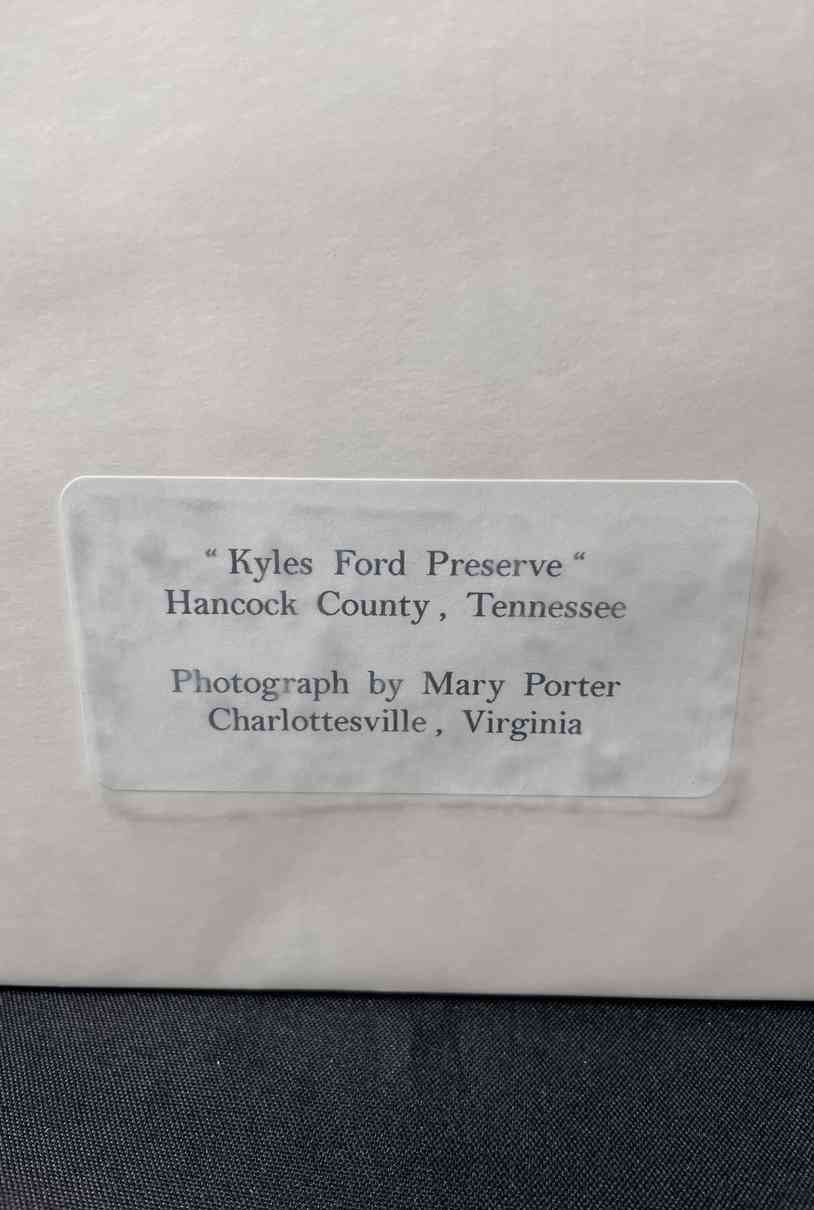 “ Kyles Ford Preserve “
Hancock County , Tennessee
Photograph by Mary Porter
Charlottesville , Virginia